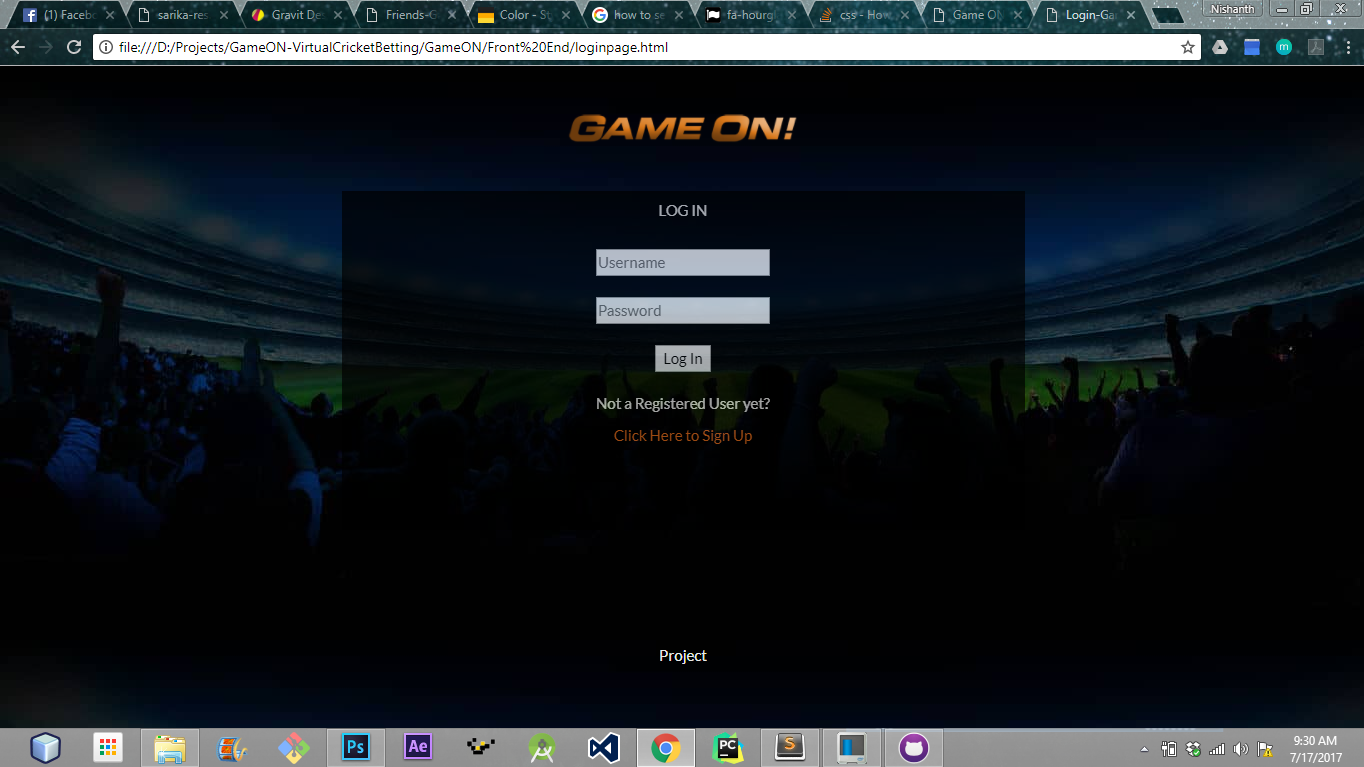 (1) Faceb
sarika-res
Gravit De
Friends-G
Color - St
how to se
fa-hourgl
css - How
Game O
Login-Ga
Nishanth
file:///D:/Projects/GameON-VirtualCricketBetting/GameON/Front%20End/loginpage.html
m
GAME ON!
LOG IN
Username
Password
Log In
Not a Registered User yet?
Click Here to Sign Up
Project
Ps
Ae
PC
S
9:30 AM
7/17/2017